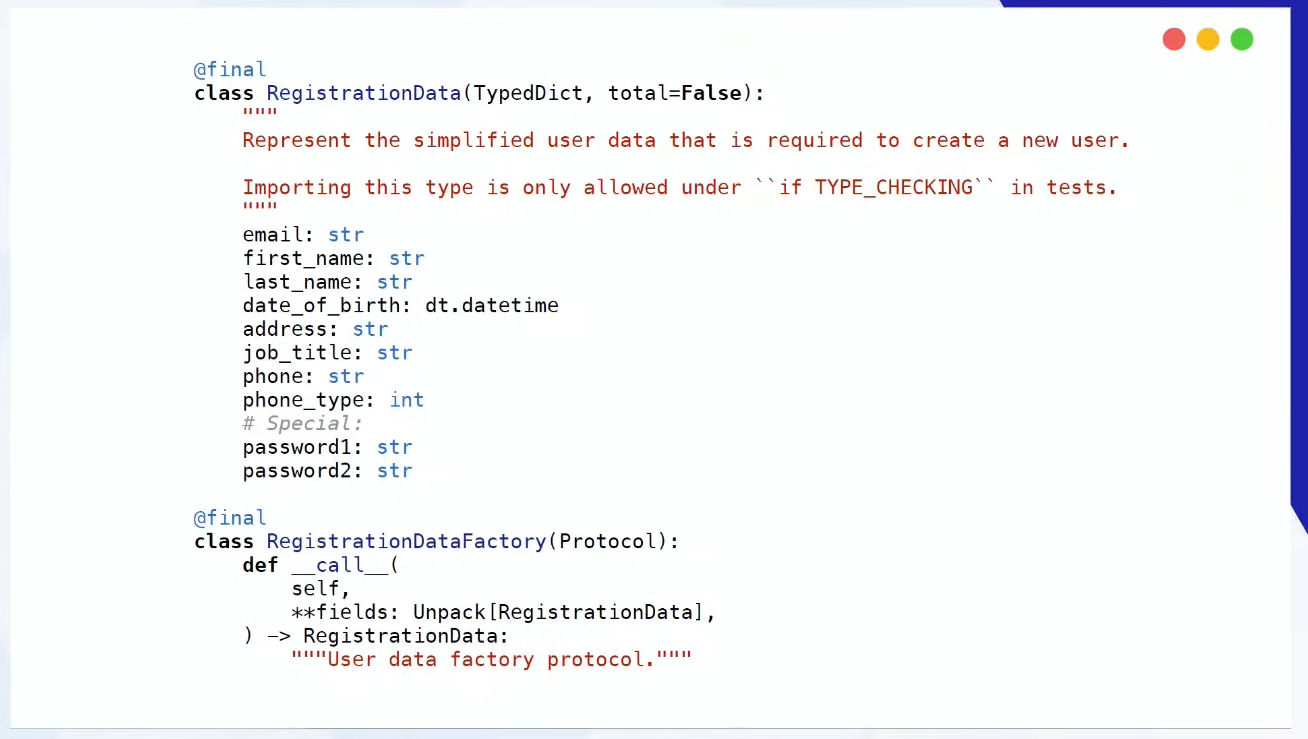 @final
class RegistrationData(TypedDict, total=False):
    """
    Represent the simplified user data that is required to create a new user.

    Importing this type is only allowed under ``if TYPE_CHECKING`` in tests.
    """
    email: str
    first_name: str
    last_name: str
    date_of_birth: dt.datetime
    address: str
    job_title: str
    phone: str
    phone_type: int
    # Special:
    password1: str
    password2: str

@final
class RegistrationDataFactory(Protocol):
    def __call__(
        self,
        **fields: Unpack[RegistrationData],
    ) -> RegistrationData:
        """User data factory protocol."""